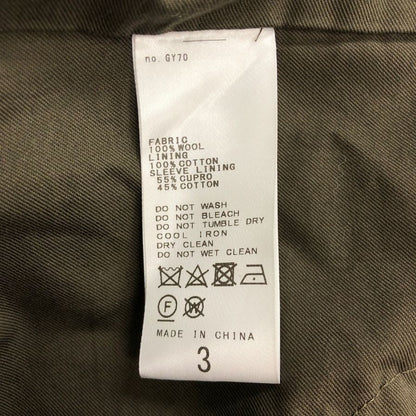 no. GY70
FABRIC
100%WOOL
LINING
100%COTTON
SLEEVE LINING
55%CUPRO
45%COTTON
DO NOT WASH
DO NOT BLEACH
DO NOT TUMBLE DRY
COOL IRON
DRY CLEAN
DO NOT WET CLEAN
F W
MADE IN CHINA
3